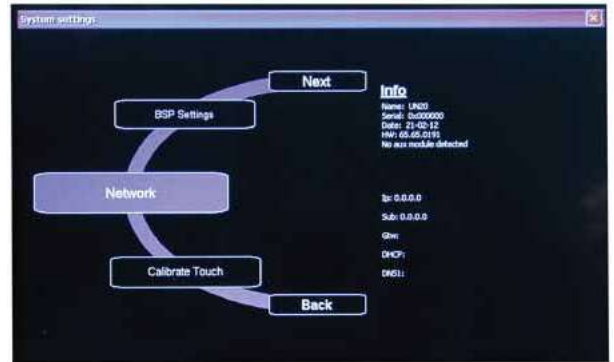 System settings
Next
BSP Settings
Network
Calibrate Touch
Back
Info
Name: UN20
Serial: 0x000000
Date: 21-02-12
HW: 65.65.0191
No aux module detected
Ip: 0.0.0.0
Sub: 0.0.0.0
Gtw:
DHCP:
DNS1: